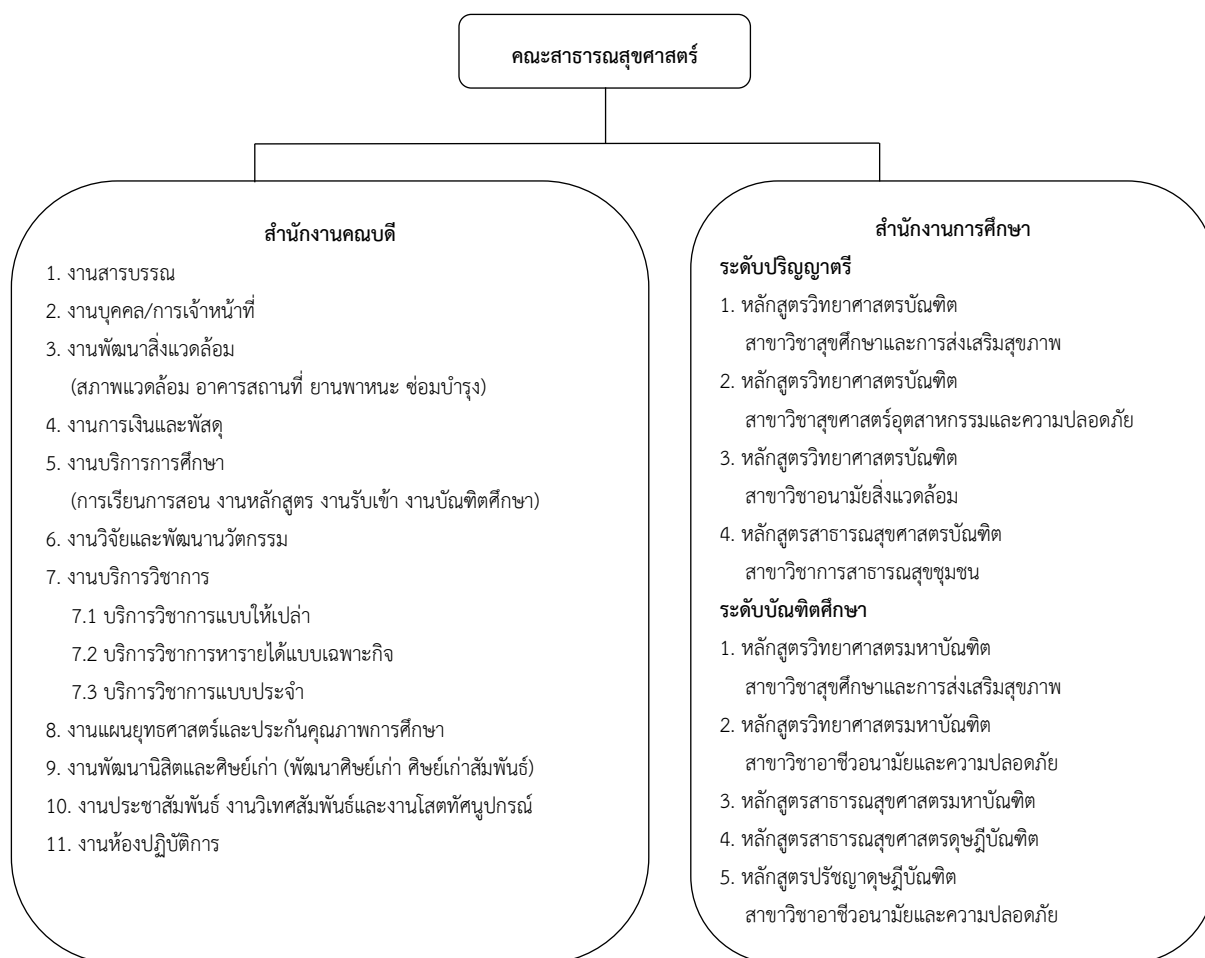 คณะสาธารณสุขศาสตร์
สำนักงานคณบดี
1. งานสารบรรณ
2. งานบุคคล/การเจ้าหน้าที่
3. งานพัฒนาสิ่งแวดล้อม
(สภาพแวดล้อม อาคารสถานที่ ยานพาหนะ ซ่อมบำรุง)
4. งานการเงินและพัสดุ
5. งานบริการการศึกษา
(การเรียนการสอน งานหลักสูตร งานรับเข้า งานบัณฑิตศึกษา)
6. งานวิจัยและพัฒนานวัตกรรม
7. งานบริการวิชาการ
7.1 บริการวิชาการแบบให้เปล่า
7.2 บริการวิชาการหารายได้แบบเฉพาะกิจ
7.3 บริการวิชาการแบบประจำ
8. งานแผนยุทธศาสตร์และประกันคุณภาพการศึกษา
9. งานพัฒนานิสิตและศิษย์เก่า (พัฒนาศิษย์เก่า ศิษย์เก่าสัมพันธ์)
10. งานประชาสัมพันธ์ งานวิเทศสัมพันธ์และงานโสตทัศนูปกรณ์
11. งานห้องปฏิบัติการ
สำนักงานการศึกษา
ระดับปริญญาตรี
1. หลักสูตรวิทยาศาสตรบัณฑิต
สาขาวิชาสุขศึกษาและการส่งเสริมสุขภาพ
2. หลักสูตรวิทยาศาสตรบัณฑิต
สาขาวิชาสุขศาสตร์อุตสาหกรรมและความปลอดภัย
3. หลักสูตรวิทยาศาสตรบัณฑิต
สาขาวิชาอนามัยสิ่งแวดล้อม
4. หลักสูตรสาธารณสุขศาสตรบัณฑิต
สาขาวิชาการสาธารณสุขชุมชน
ระดับบัณฑิตศึกษา
1. หลักสูตรวิทยาศาสตรมหาบัณฑิต
สาขาวิชาสุขศึกษาและการส่งเสริมสุขภาพ
2. หลักสูตรวิทยาศาสตรมหาบัณฑิต
สาขาวิชาอาชีวอนามัยและความปลอดภัย
3. หลักสูตรสาธารณสุขศาสตรมหาบัณฑิต
4. หลักสูตรสาธารณสุขศาสตรดุษฎีบัณฑิต
5. หลักสูตรปรัชญาดุษฎีบัณฑิต
สาขาวิชาอาชีวอนามัยและความปลอดภัย